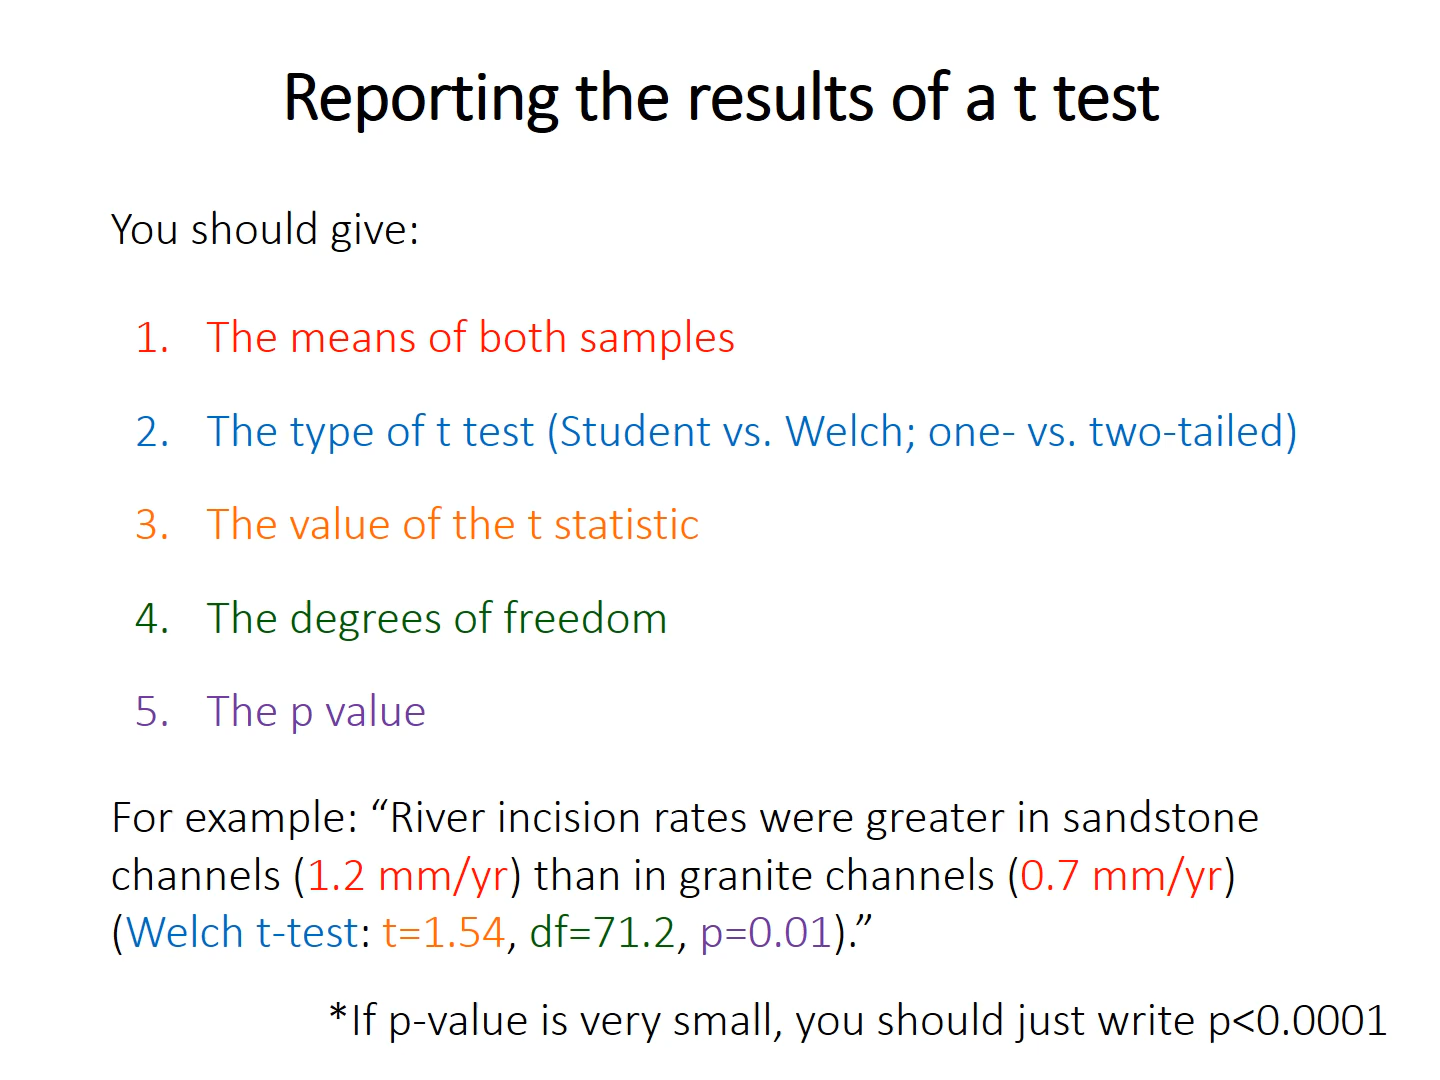 Reporting the results of a t test
You should give:
1. The means of both samples
2. The type of t test (Student vs. Welch; one- vs. two-tailed)
3. The value of the t statistic
4. The degrees of freedom
5. The p value
For example: “River incision rates were greater in sandstone
channels (1.2 mm/yr) than in granite channels (0.7 mm/yr)
(Welch t-test: t=1.54, df=71.2, p=0.01).”
*If p-value is very small, you should just write p<0.0001